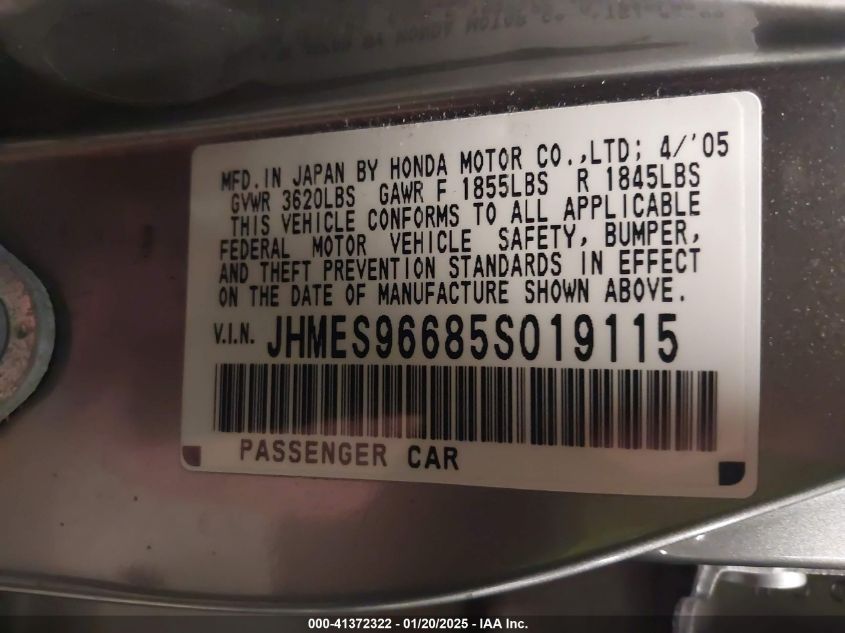 MFD.IN JAPAN BY HONDA MOTOR CO.,LTD; 4/'05
GVWR 3620LBS GAWR F 1855LBS R 1845LBS
THIS VEHICLE CONFORMS TO ALL APPLICABLE
FEDERAL MOTOR VEHICLE SAFETY, BUMPER,
AND THEFT PREVENTION STANDARDS IN EFFECT
ON THE DATE OF MANUFACTURE SHOWN ABOVE.
V.I.N. JHMES96685S019115
PASSENGER CAR
000-41372322 | 01/20/2025 - IAA Inc.